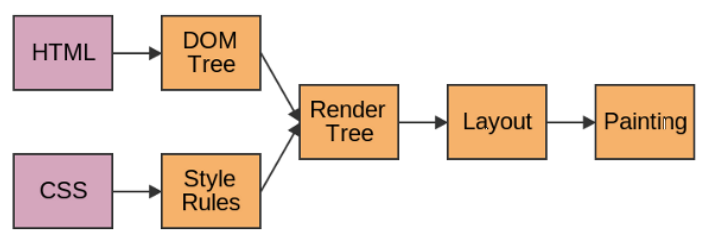 HTML
DOM
Tree
Render
Tree
Layout
Painting
CSS
Style
Rules